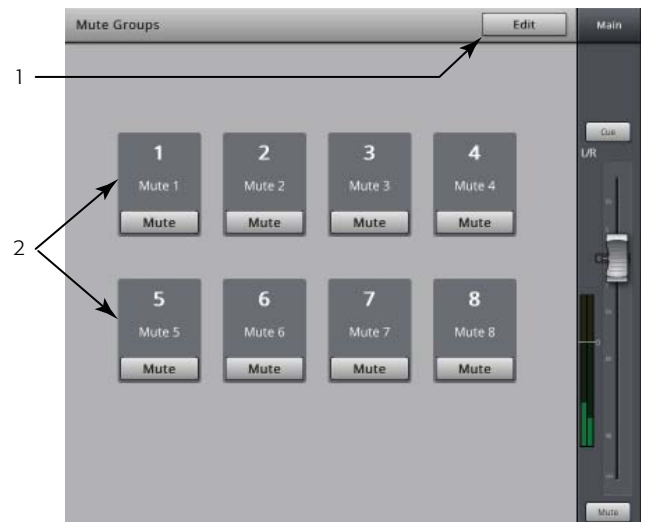 Mute Groups Edit Main
1
Cue
L/R
1 2 3 4
Mute 1 Mute 2 Mute 3 Mute 4
Mute Mute Mute Mute
2
5 6 7 8
Mute 5 Mute 6 Mute 7 Mute 8
Mute Mute Mute Mute
Mute